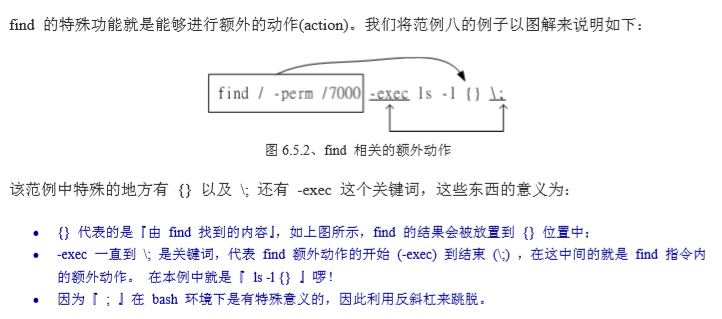 find 的特殊功能就是能够进行额外的动作(action)。我们将范例八的例子以图解来说明如下：
find / -perm /7000 -exec ls -l {} \;
图 6.5.2、find 相关的额外动作
该范例中特殊的地方有 {} 以及 \; 还有 -exec 这个关键词，这些东西的意义为：
• {} 代表的是『由 find 找到的内容』，如上图所示，find 的结果会被放置到 {} 位置中；
• -exec 一直到 \; 是关键词，代表 find 额外动作的开始 (-exec) 到结束 (\;) ，在这中间的就是 find 指令内
的额外动作。 在本例中就是『 ls -l {} 』啰！
• 因为『 ; 』在 bash 环境下是有特殊意义的，因此利用反斜杠来跳脱。